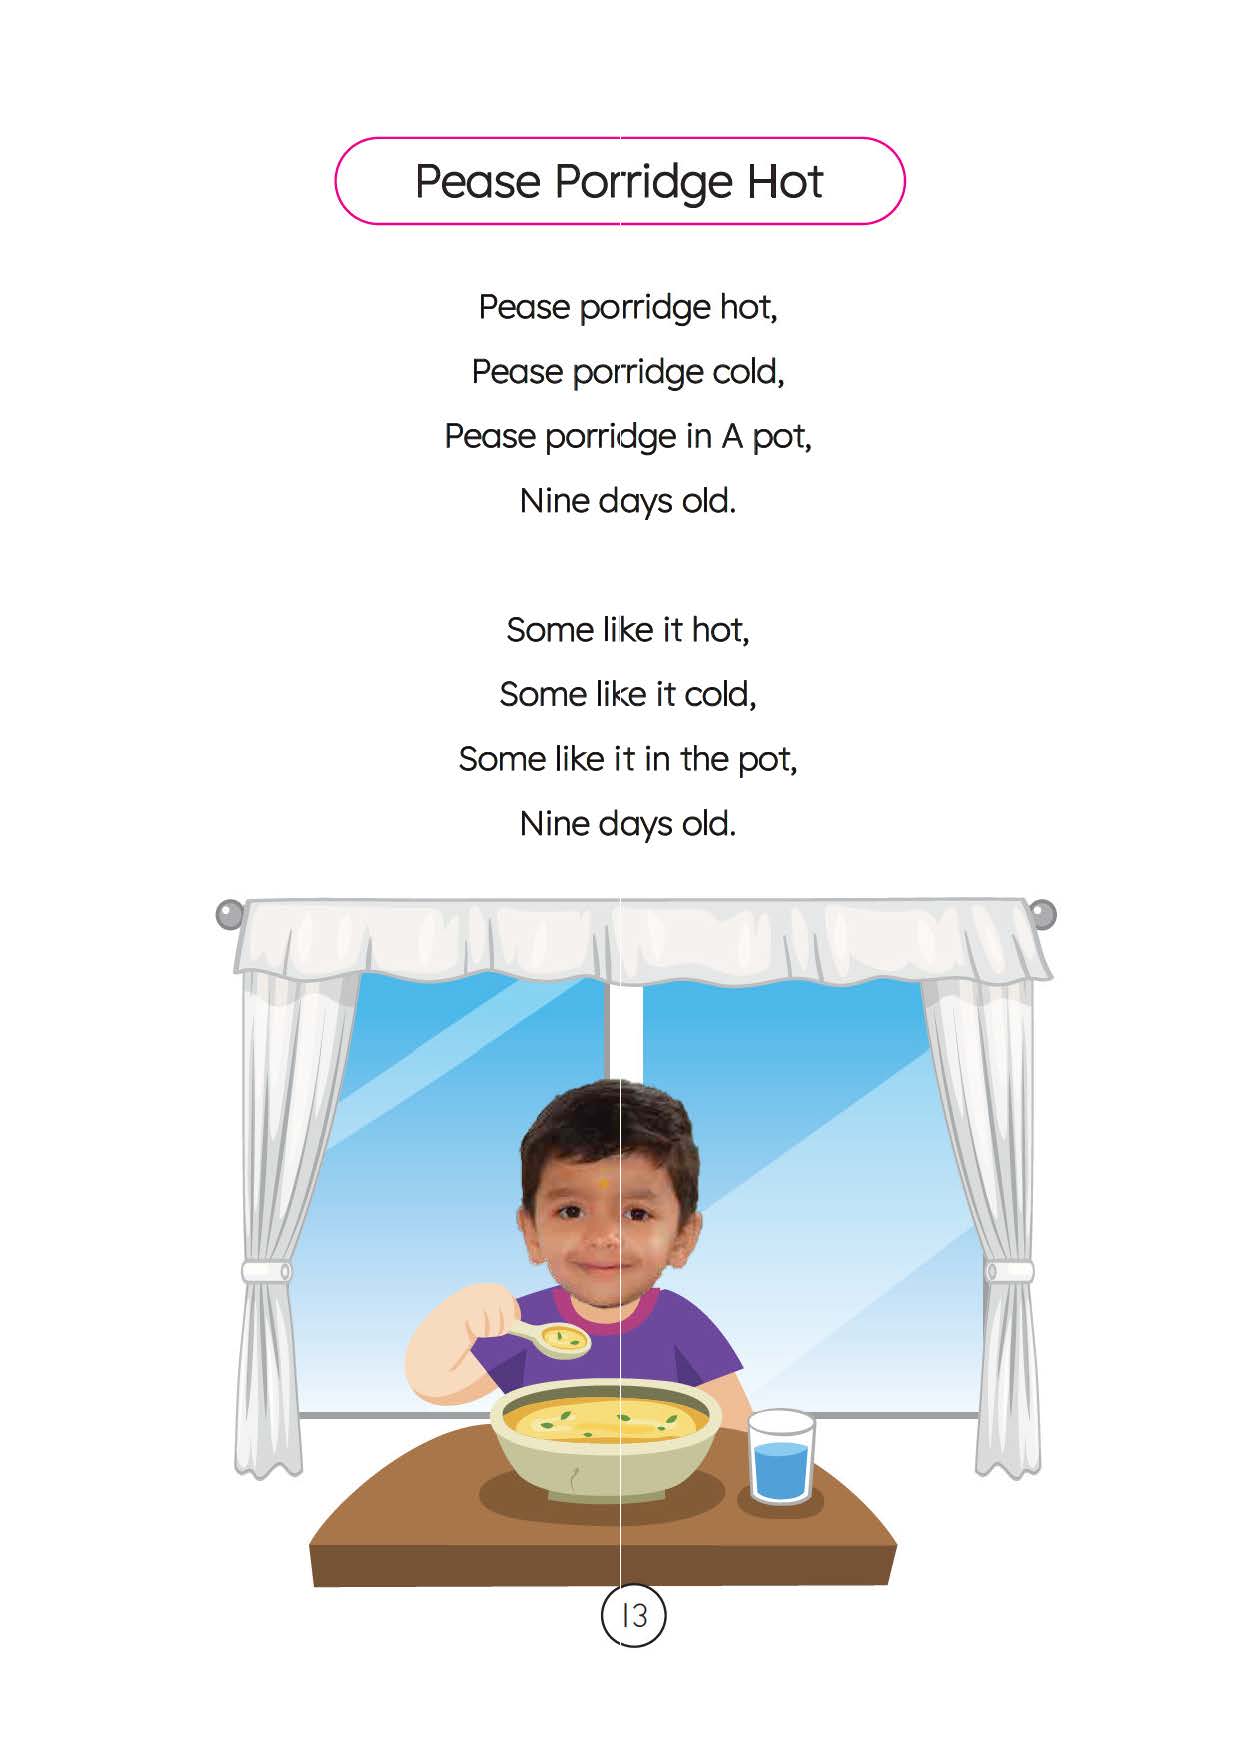 Pease Porridge Hot
Pease porridge hot,
Pease porridge cold,
Pease porridge in A pot,
Nine days old.
Some like it hot,
Some like it cold,
Some like it in the pot,
Nine days old.
13